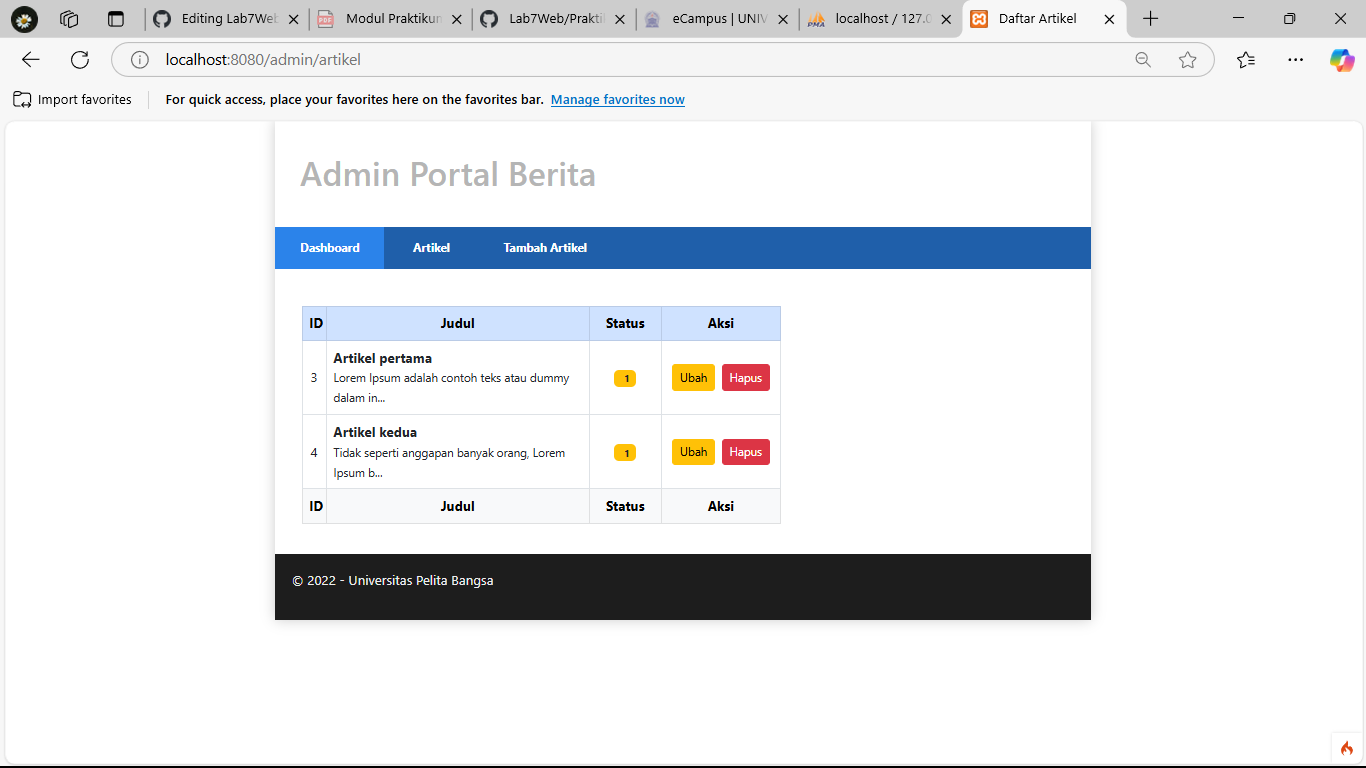 Editing Lab7Web
Modul Praktikun
Lab7Web/Prakti
eCampus | UNIV
localhost / 127.0
Daftar Artikel
localhost:8080/admin/artikel
Import favorites
For quick access, place your favorites here on the favorites bar. Manage favorites now
Admin Portal Berita
Dashboard Artikel Tambah Artikel
ID Judul Status Aksi
Artikel pertama
3 Lorem Ipsum adalah contoh teks atau dummy 1 Ubah Hapus
dalam in...
Artikel kedua
4 Tidak seperti anggapan banyak orang, Lorem 1 Ubah Hapus
Ipsum b...
ID Judul Status Aksi
© 2022 - Universitas Pelita Bangsa